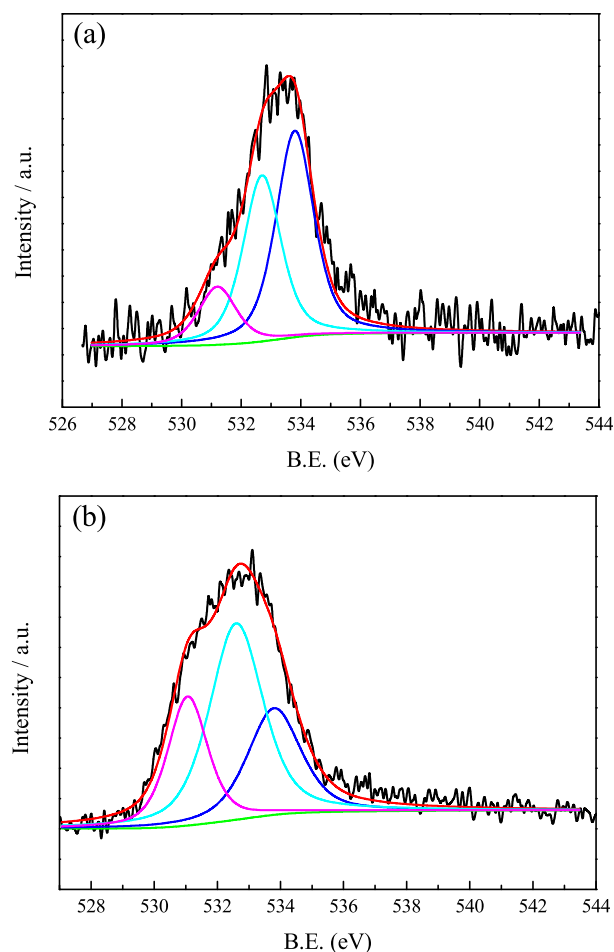 (a)
Intensity / a.u.
526 528 530 532 534 536 538 540 542 544
B.E. (eV)
(b)
Intensity / a.u.
528 530 532 534 536 538 540 542 544
B.E. (eV)